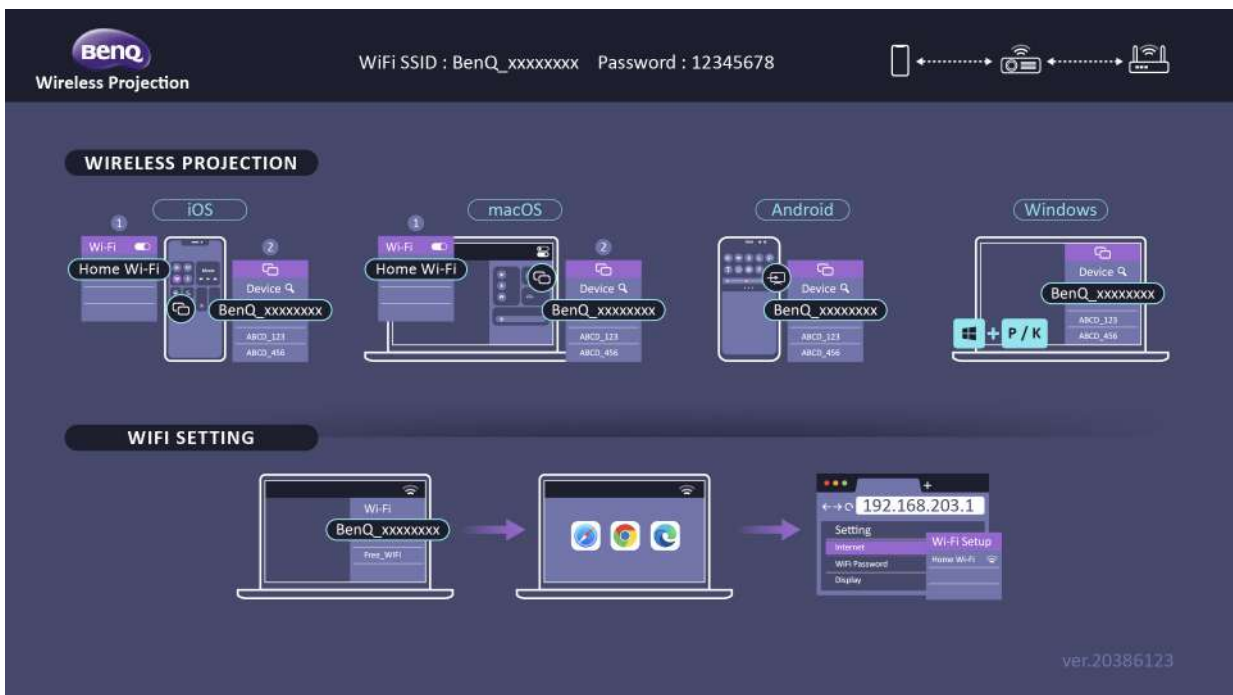 BenQ
Wireless Projection
WiFi SSID : BenQ_xxxxxxxx Password : 12345678
WIRELESS PROJECTION
iOS
1
Wi-Fi
Home Wi-Fi
2
Device
BenQ_xxxxxxxx
ABCD_123
ABCD_456
macOS
1
Wi-Fi
Home Wi-Fi
2
Device
BenQ_xxxxxxxx
ABCD_123
ABCD_456
Android
Device
BenQ_xxxxxxxx
ABCD_123
ABCD_456
Windows
Device
BenQ_xxxxxxxx
ABCD_123
ABCD_456
+ P / K
WIFI SETTING
Wi-Fi
BenQ_xxxxxxxx
Free_WIFI
+
192.168.203.1
Setting
Internet
WiFi Password
Display
Wi-Fi Setup
Home Wi-Fi
ver.20386123